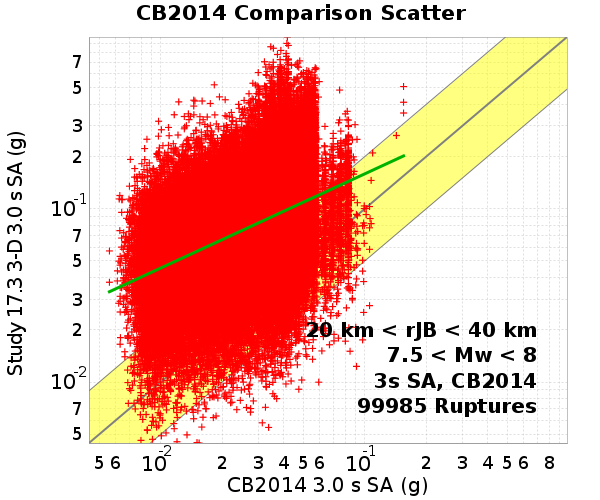 CB2014 Comparison Scatter
Study 17.3 3-D 3.0 s SA (g)
7
5
3
2
10-1
7
5
3
2
10-2
7
5
20 km < rJB < 40 km
7.5 < Mw < 8
3s SA, CB2014
99985 Ruptures
5 6 10-2 2 3 4 5 6 10-1 2 3 4 5 6 8
CB2014 3.0 s SA (g)